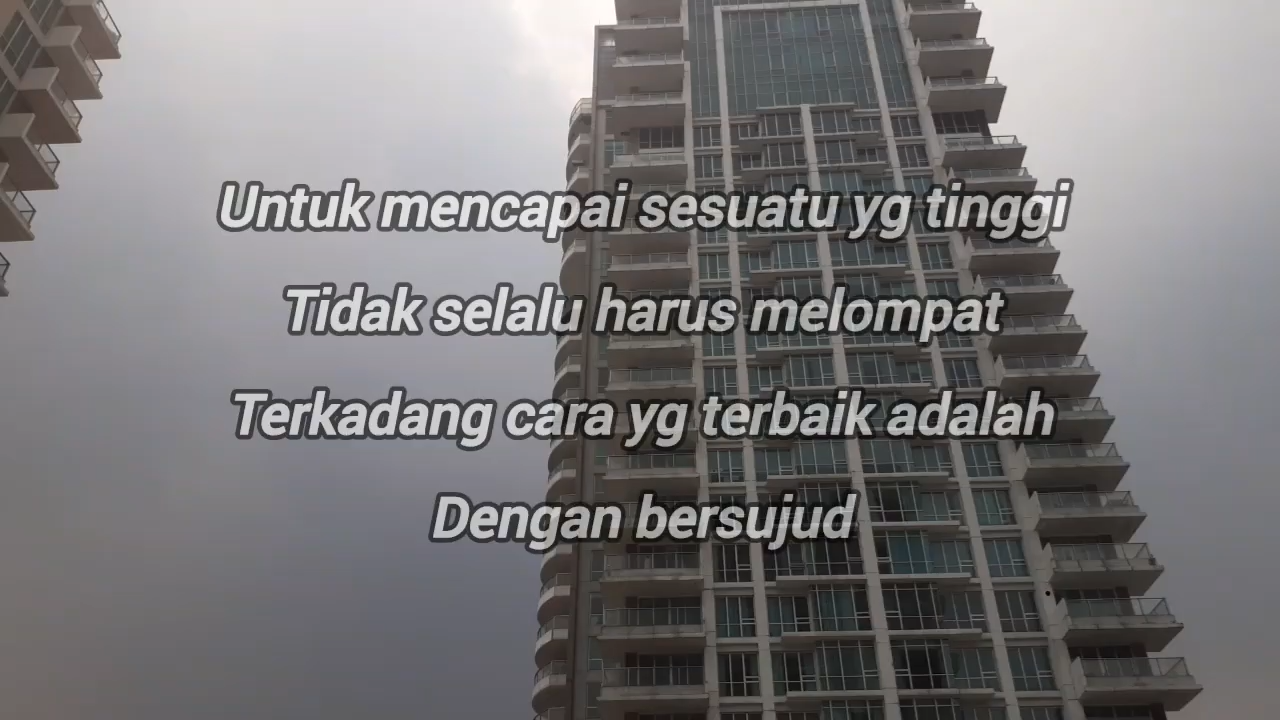 Untuk mencapai sesuatu yg tinggi
Tidak selalu harus melompat
Terkadang cara yg terbaik adalah
Dengan bersujud